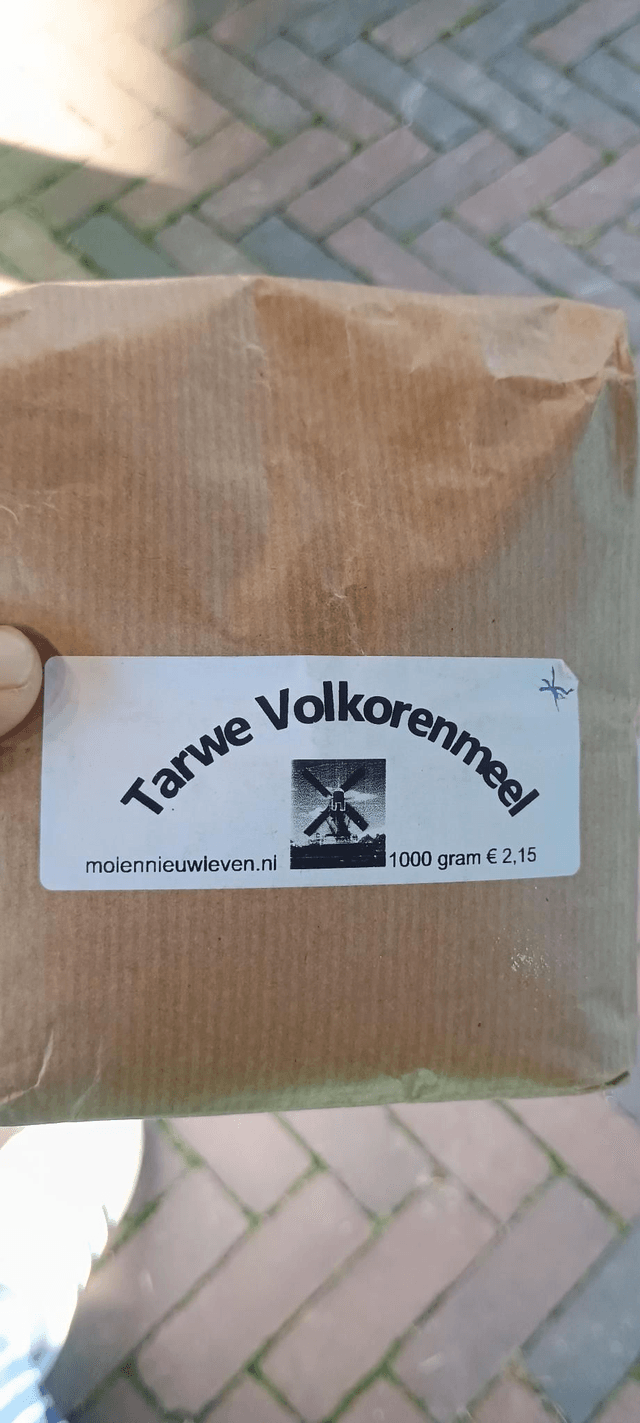 Tarwe Volkorenmeel
molennieuwleven.nl
1000 gram € 2,15